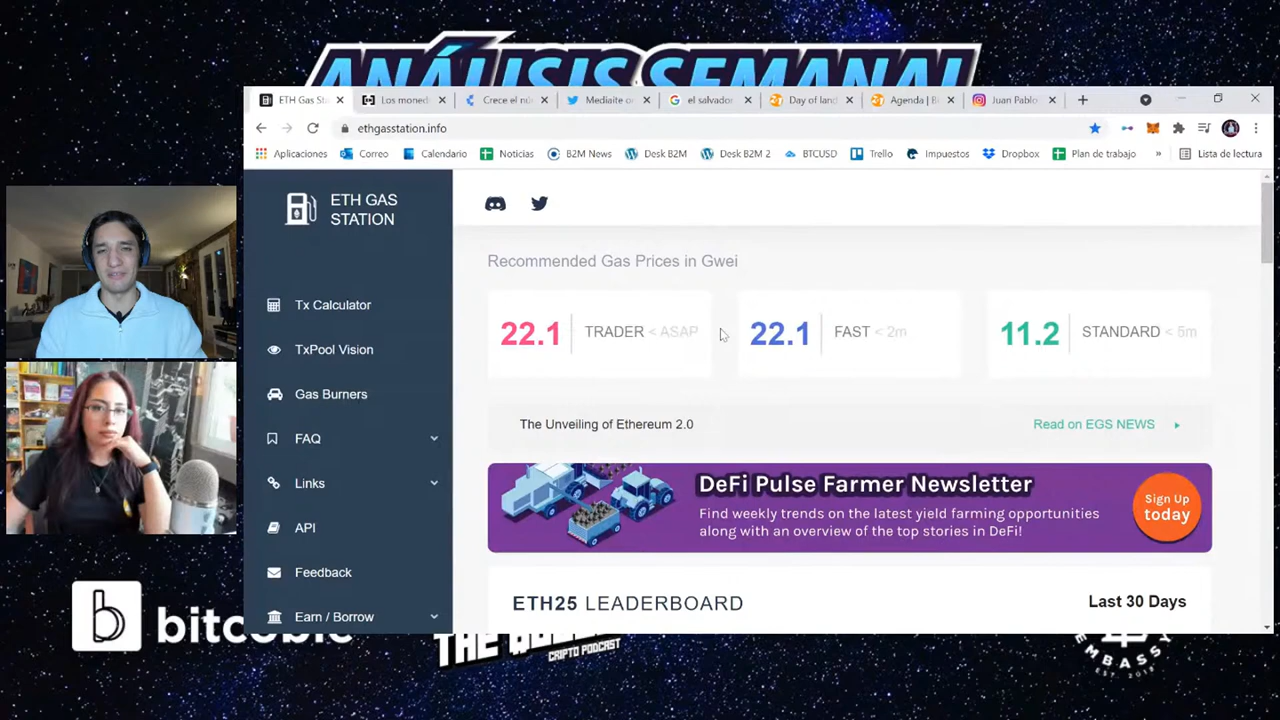 ANÁLISIS SEMANAL
ETH Gas Sta
Los moned
Crece el nú
Mediaite o
el salvador
Day of land
Agenda | B
Juan Pablo
ethgasstation.info
Aplicaciones
Correo
Calendario
Noticias
B2M News
Desk B2M
Desk B2M 2
BTCUSD
Trello
Impuestos
Dropbox
Plan de trabajo
»
Lista de lectura
ETH GAS
STATION
Tx Calculator
TxPool Vision
Gas Burners
FAQ
Links
API
Feedback
Earn / Borrow
Recommended Gas Prices in Gwei
22.1 TRADER < ASAP
22.1 FAST < 2m
11.2 STANDARD < 5m
The Unveiling of Ethereum 2.0
Read on EGS NEWS
DeFi Pulse Farmer Newsletter
Find weekly trends on the latest yield farming opportunities
along with an overview of the top stories in DeFi!
Sign Up
today
ETH25 LEADERBOARD
Last 30 Days
b bitcobie
THE
CRIPTO PODCAST
EMBASSY